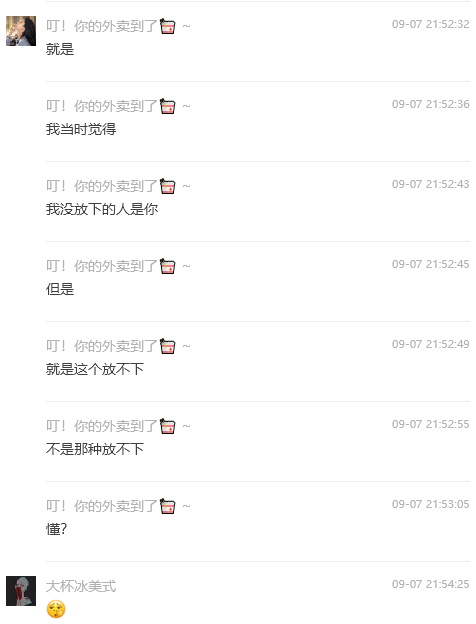 叮！你的外卖到了 ~ 09-07 21:52:32
就是
叮！你的外卖到了 ~ 09-07 21:52:36
我当时觉得
叮！你的外卖到了 ~ 09-07 21:52:43
我没放下的人是你
叮！你的外卖到了 ~ 09-07 21:52:45
但是
叮！你的外卖到了 ~ 09-07 21:52:49
就是这个放不下
叮！你的外卖到了 ~ 09-07 21:52:55
不是那种放不下
叮！你的外卖到了 ~ 09-07 21:53:05
懂?
大杯冰美式 09-07 21:54:25